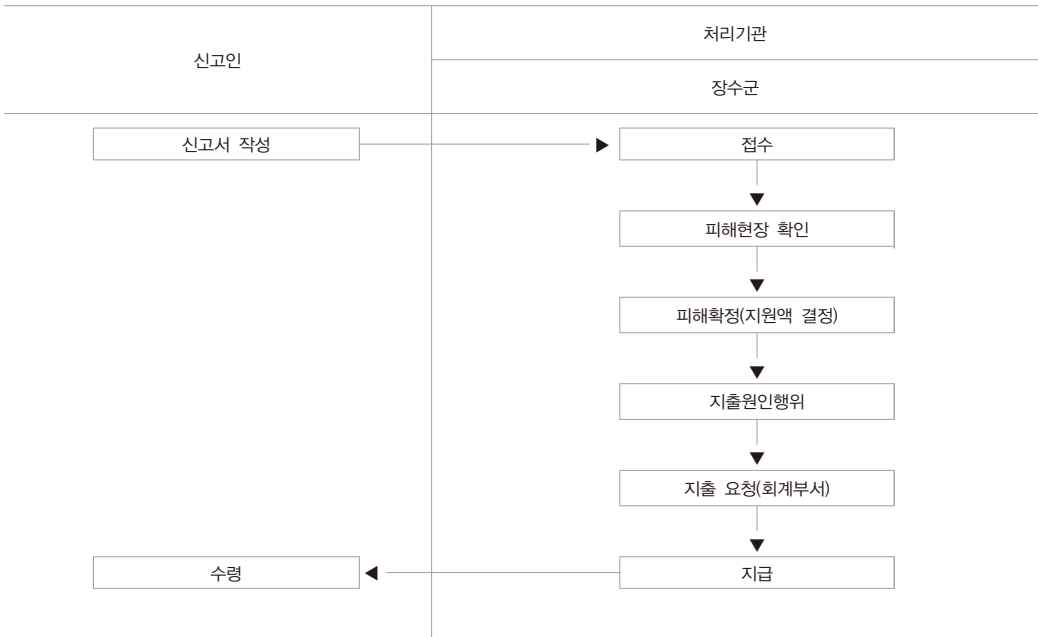 신고인
처리기관
장수군
신고서 작성
접수
피해현장 확인
피해확정(지원액 결정)
지출원인행위
지출 요청(회계부서)
수령
지급